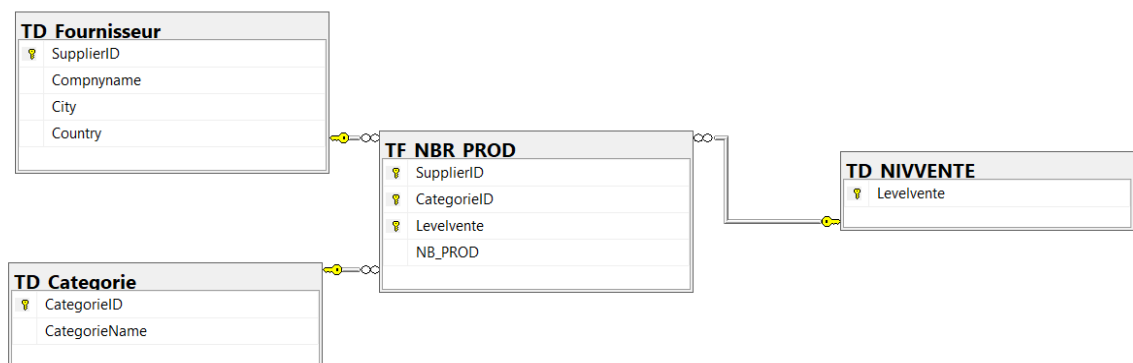 TD_Fournisseur
SupplierID
Compnyname
City
Country
TF_NBR_PROD
SupplierID
CategorieID
Levelvente
NB_PROD
TD_NIVVENTE
Levelvente
TD_Categorie
CategorieID
CategorieName